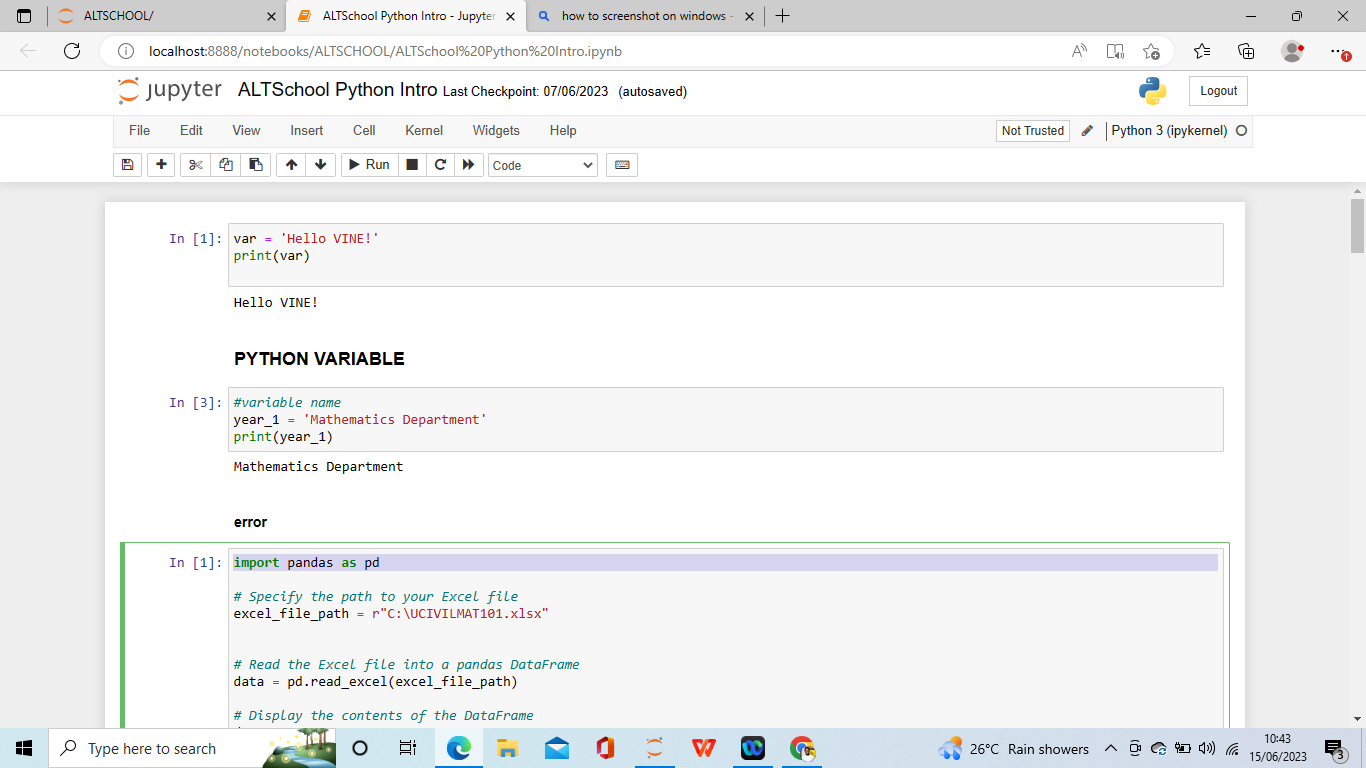 ALTSCHOOL/
ALTSchool Python Intro - Jupyter
how to screenshot on windows -
localhost:8888/notebooks/ALTSCHOOL/ALTSchool%20Python%20Intro.ipynb
jupyter ALTSchool Python Intro Last Checkpoint: 07/06/2023 (autosaved)
Logout
File Edit View Insert Cell Kernel Widgets Help
Not Trusted
Python 3 (ipykernel)
Run
Code
In [1]: var = 'Hello VINE!'
print(var)
Hello VINE!
PYTHON VARIABLE
In [3]: #variable name
year_1 = 'Mathematics Department'
print(year_1)
Mathematics Department
error
In [1]: import pandas as pd
# Specify the path to your Excel file
excel_file_path = r"C:\UCIVILMAT101.xlsx"
# Read the Excel file into a pandas DataFrame
data = pd.read_excel(excel_file_path)
# Display the contents of the DataFrame
Type here to search
26°C Rain showers
10:43
15/06/2023
3